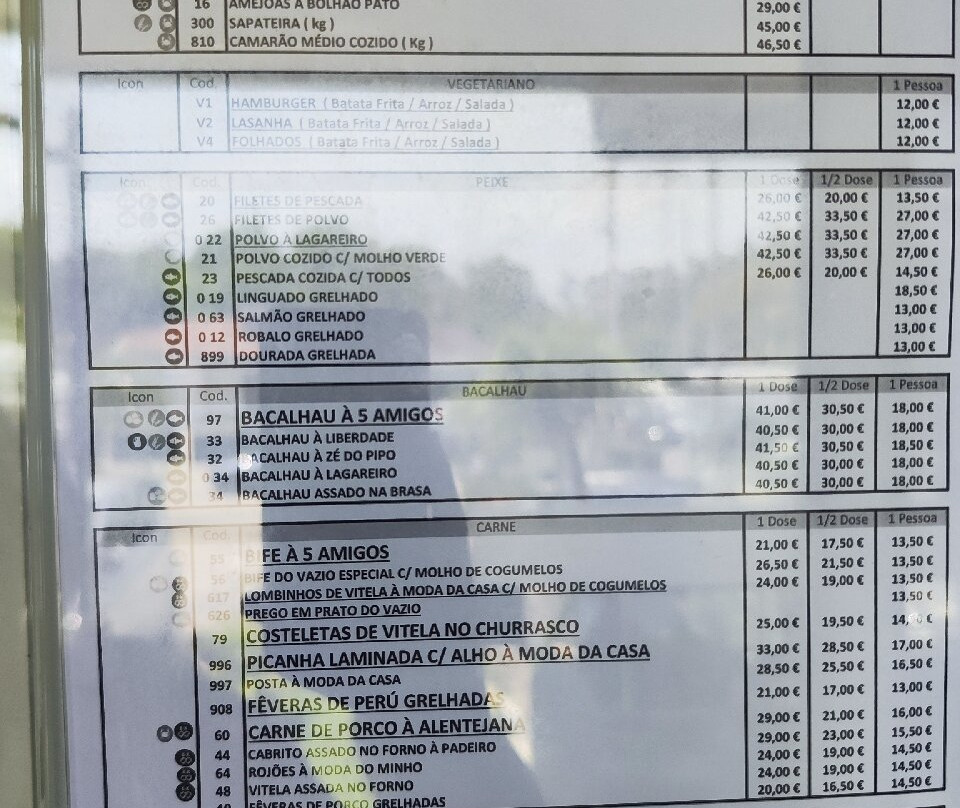 16 AMEJOAS À BOLHÃO PATO 29,00 €
300 SAPATEIRA ( kg ) 45,00 €
810 CAMARÃO MÉDIO COZIDO ( Kg ) 46,50 €
Icon Cod. VEGETARIANO 1 Pessoa
V1 HAMBURGER ( Batata Frita / Arroz / Salada ) 12,00 €
V2 LASANHA ( Batata Frita / Arroz / Salada ) 12,00 €
V4 FOLHADOS ( Batata Frita / Arroz / Salada ) 12,00 €
Icon Cod PEIXE 1 Dose 1/2 Dose 1 Pessoa
20 FILETES DE PESCADA 26,00 € 20,00 € 13,50 €
26 FILETES DE POLVO 42,50 € 33,50 € 27,00 €
0 22 POLVO À LAGAREIRO 42,50 € 33,50 € 27,00 €
21 POLVO COZIDO C/ MOLHO VERDE 42,50 € 33,50 € 27,00 €
23 PESCADA COZIDA C/ TODOS 26,00 € 20,00 € 14,50 €
0 19 LINGUADO GRELHADO 18,50 €
0 63 SALMÃO GRELHADO 13,00 €
0 12 ROBALO GRELHADO 13,00 €
899 DOURADA GRELHADA 13,00 €
Icon Cod. BACALHAU 1 Dose 1/2 Dose 1 Pessoa
97 BACALHAU À 5 AMIGOS 41,00 € 30,50 € 18,00 €
33 BACALHAU À LIBERDADE 40,50 € 30,00 € 18,00 €
32 BACALHAU À ZÉ DO PIPO 41,50 € 30,50 € 18,50 €
0 34 BACALHAU À LAGAREIRO 40,50 € 30,00 € 18,00 €
34 BACALHAU ASSADO NA BRASA 40,50 € 30,00 € 18,00 €
Icon Cod. CARNE 1 Dose 1/2 Dose 1 Pessoa
55 BIFE À 5 AMIGOS 21,00 € 17,50 € 13,50 €
56 BIFE DO VAZIO ESPECIAL C/ MOLHO DE COGUMELOS 26,50 € 21,50 € 13,50 €
617 LOMBINHOS DE VITELA À MODA DA CASA C/ MOLHO DE COGUMELOS 24,00 € 19,00 € 13,50 €
626 PREGO EM PRATO DO VAZIO 13,50 €
79 COSTELETAS DE VITELA NO CHURRASCO 25,00 € 19,50 €
996 PICANHA LAMINADA C/ ALHO À MODA DA CASA 33,00 € 28,50 € 17,00 €
997 POSTA À MODA DA CASA 28,50 € 25,50 € 16,50 €
908 FÊVERAS DE PERÚ GRELHADAS 21,00 € 17,00 € 13,00 €
60 CARNE DE PORCO À ALENTEJANA 29,00 € 21,00 € 16,00 €
44 CABRITO ASSADO NO FORNO À PADEIRO 29,00 € 23,00 € 15,50 €
64 ROJÕES À MODA DO MINHO 24,00 € 19,00 € 14,50 €
48 VITELA ASSADA NO FORNO 24,00 € 19,00 € 14,50 €
FÊVERAS DE PORCO GRELHADAS 20,00 € 16,50 € 14,50 €